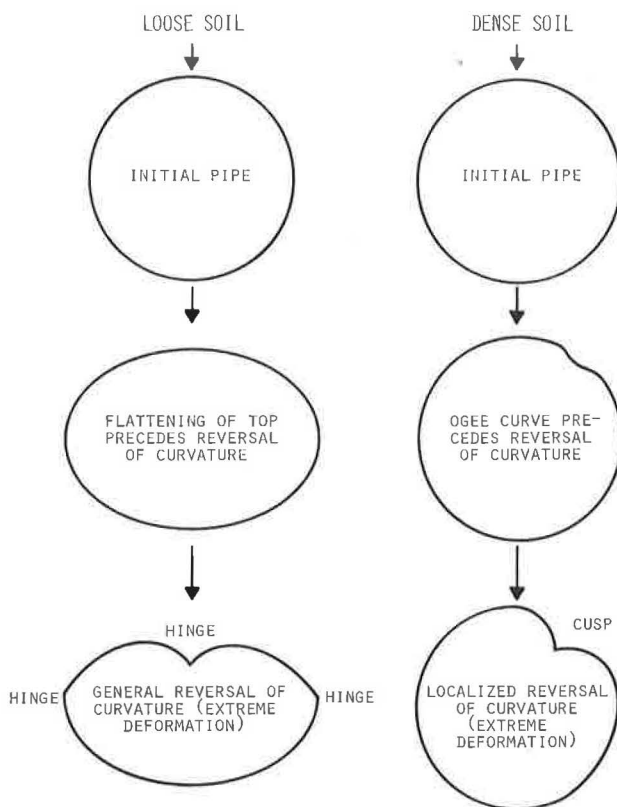 LOOSE SOIL
INITIAL PIPE
FLATTENING OF TOP
PRECEDES REVERSAL
OF CURVATURE
HINGE
HINGE
GENERAL REVERSAL OF
CURVATURE (EXTREME
DEFORMATION)
HINGE
DENSE SOIL
INITIAL PIPE
OGEE CURVE PRE-
CEDES REVERSAL
OF CURVATURE
CUSP
LOCALIZED REVERSAL
OF CURVATURE
(EXTREME
DEFORMATION)